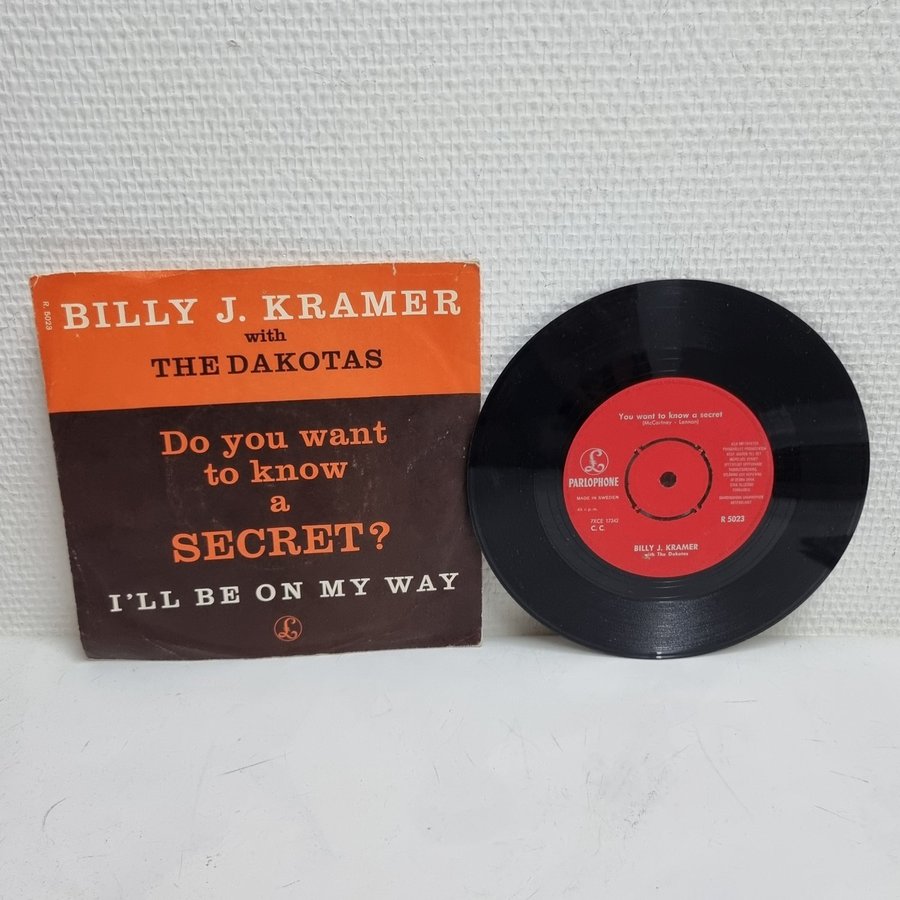 R. 5023
BILLY J. KRAMER
with
THE DAKOTAS
Do you want
to know
a
SECRET?
I'LL BE ON MY WAY
£
You want to know a secret
(McCartney - Lennon)
£
PARLOPHONE
MADE IN SWEDEN
45 r.p.m.
7XCE 17342
C. C.
R 5023
BILLY J. KRAMER
with The Dakotas